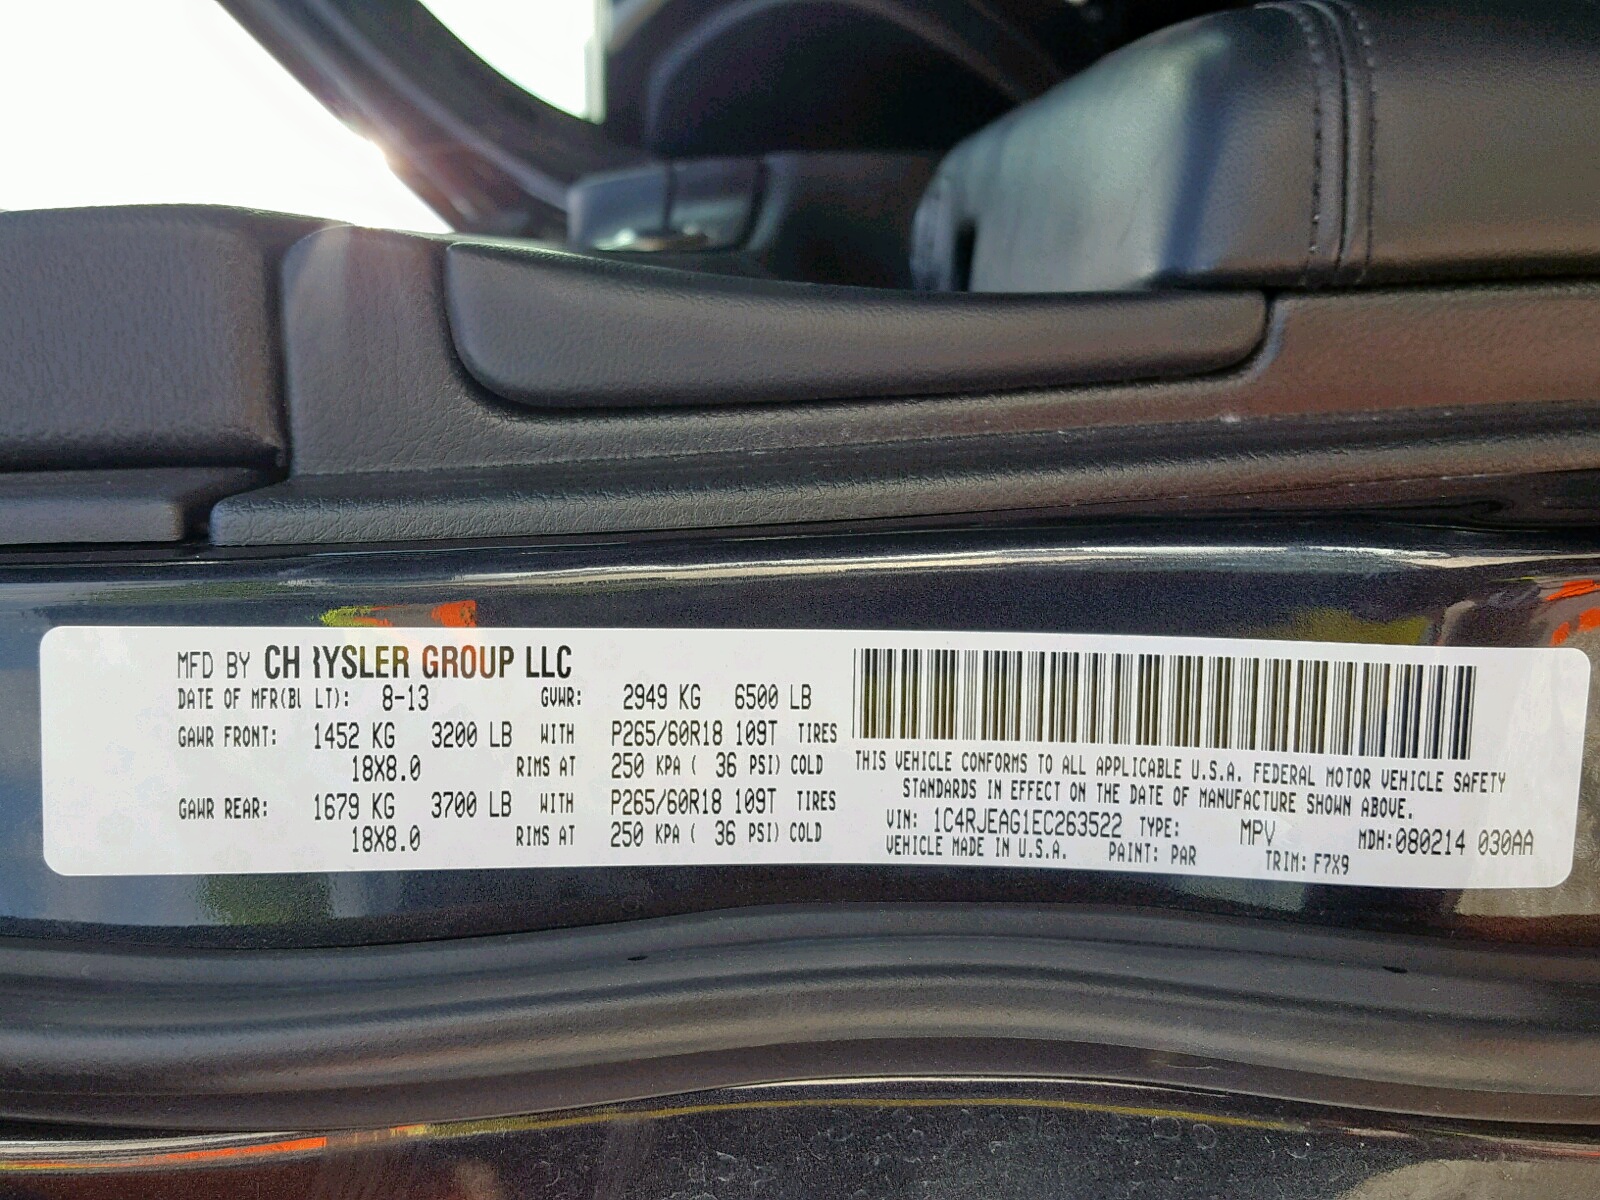 MFD BY CHRYSLER GROUP LLC
DATE OF MFR(BULT): 8-13 GVWR: 2949 KG 6500 LB
GAWR FRONT: 1452 KG 3200 LB WITH P265/60R18 109T TIRES
18X8.0 RIMS AT 250 KPA ( 36 PSI) COLD
GAWR REAR: 1679 KG 3700 LB WITH P265/60R18 109T TIRES
18X8.0 RIMS AT 250 KPA ( 36 PSI) COLD
THIS VEHICLE CONFORMS TO ALL APPLICABLE U.S.A. FEDERAL MOTOR VEHICLE SAFETY
STANDARDS IN EFFECT ON THE DATE OF MANUFACTURE SHOWN ABOVE.
VIN: 1C4RJEAG1EC263522 TYPE: MPV MDH:080214 030AA
VEHICLE MADE IN U.S.A. PAINT: PAR TRIM: F7X9